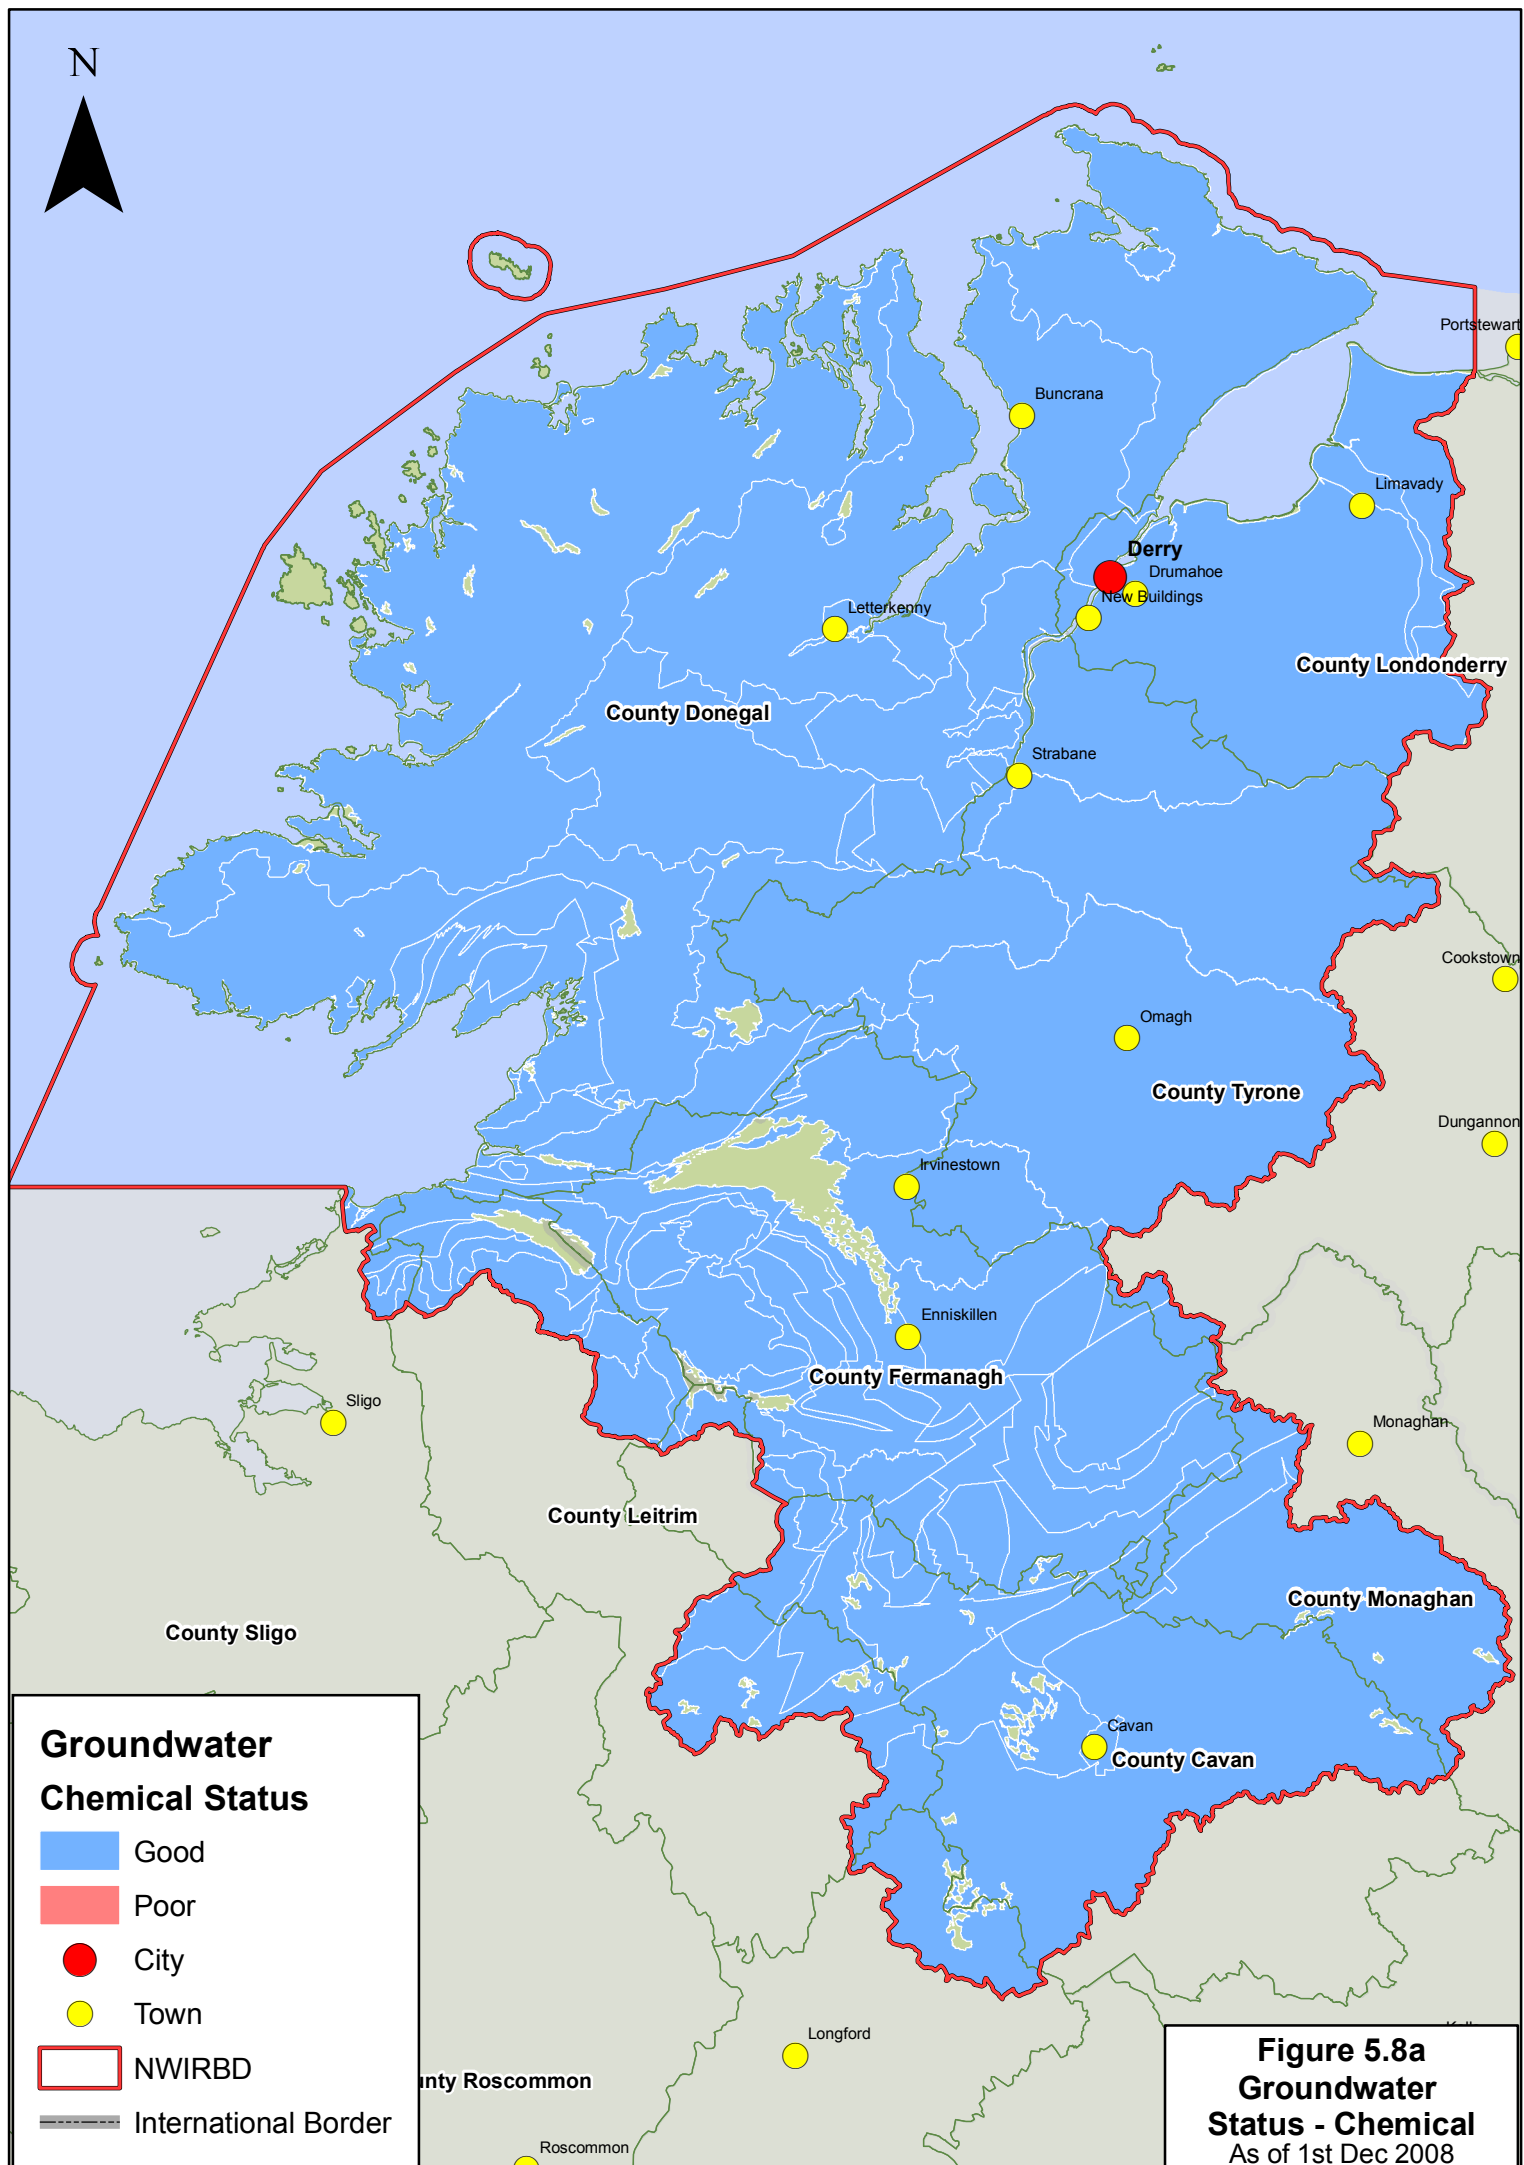 N
Portstewart
Buncrana
Limavady
Derry
Drumahoe
New Buildings
Letterkenny
County Londonderry
County Donegal
Strabane
Cookstown
Omagh
County Tyrone
Dungannon
Irvinestown
Enniskillen
County Fermanagh
Sligo
Monaghan
County Leitrim
County Monaghan
County Sligo
Cavan
County Cavan
Groundwater
Chemical Status
Good
Poor
City
Town
NWIRBD
International Border
Longford
unty Roscommon
Roscommon
Figure 5.8a
Groundwater
Status - Chemical
As of 1st Dec 2008